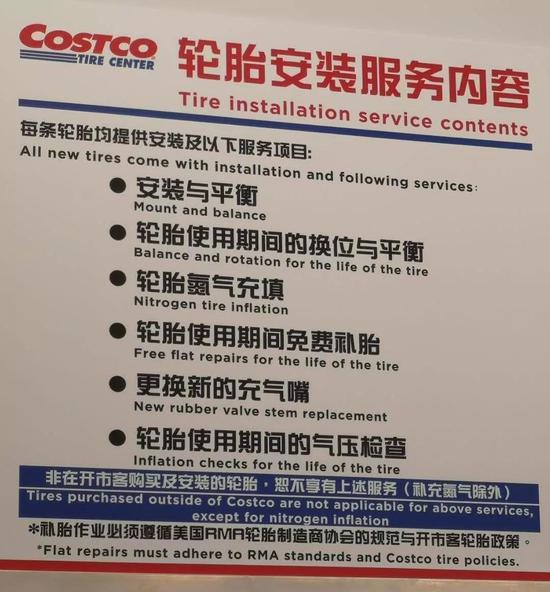 COSTCO
TIRE CENTER
轮胎安装服务内容
Tire installation service contents
每条轮胎均提供安装及以下服务项目:
All new tires come with installation and following services:
● 安装与平衡
Mount and balance
● 轮胎使用期间的换位与平衡
Balance and rotation for the life of the tire
● 轮胎氮气充填
Nitrogen tire inflation
● 轮胎使用期间免费补胎
Free flat repairs for the life of the tire
● 更换新的充气嘴
New rubber valve stem replacement
● 轮胎使用期间的气压检查
Inflation checks for the life of the tire
非在开市客购买及安装的轮胎，恕不享有上述服务（补充氮气除外）
Tires purchased outside of Costco are not applicable for above services,
except for nitrogen inflation
*补胎作业必须遵循美国RMA轮胎制造商协会的规范与开市客轮胎政策。
*Flat repairs must adhere to RMA standards and Costco tire policies.